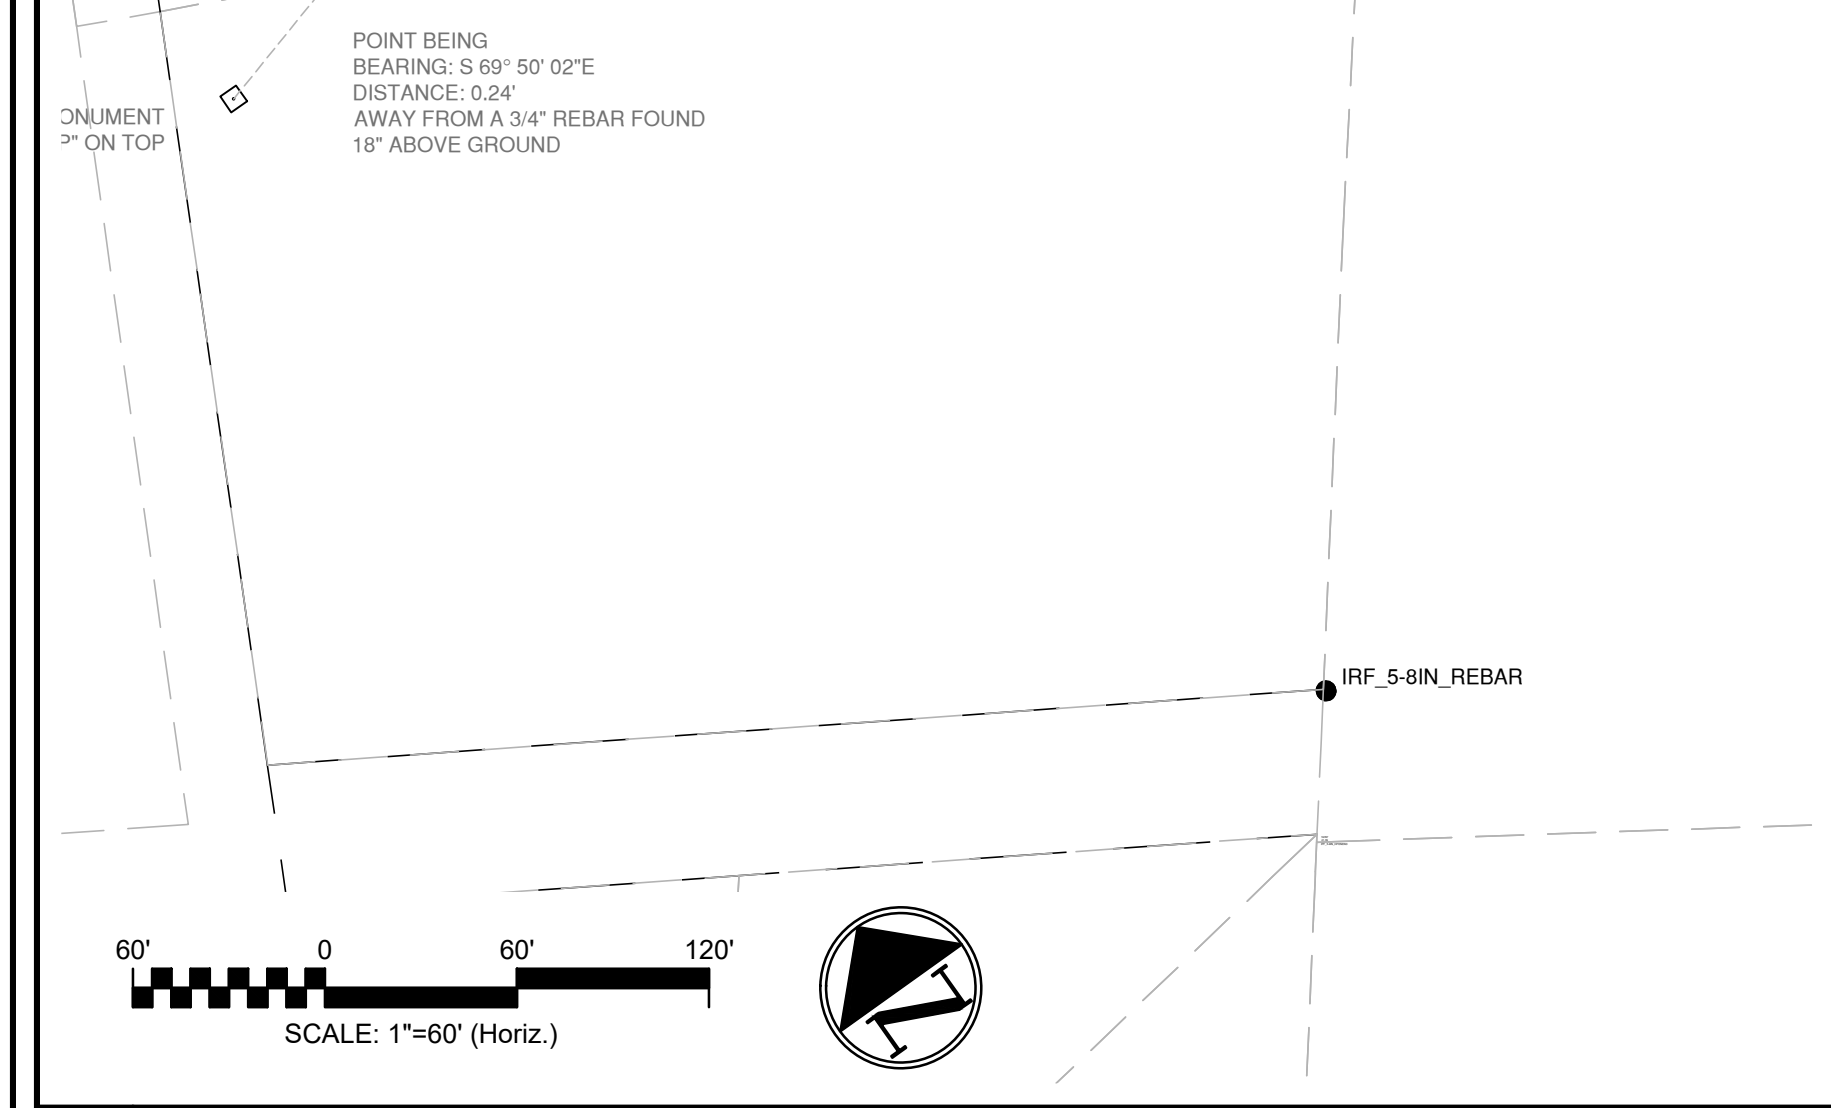 POINT BEING
BEARING: S 69° 50' 02"E
DISTANCE: 0.24'
AWAY FROM A 3/4" REBAR FOUND
18" ABOVE GROUND
ONUMENT
P" ON TOP
IRF_5-8IN_REBAR
60' 0 60' 120'
SCALE: 1"=60' (Horiz.)
N